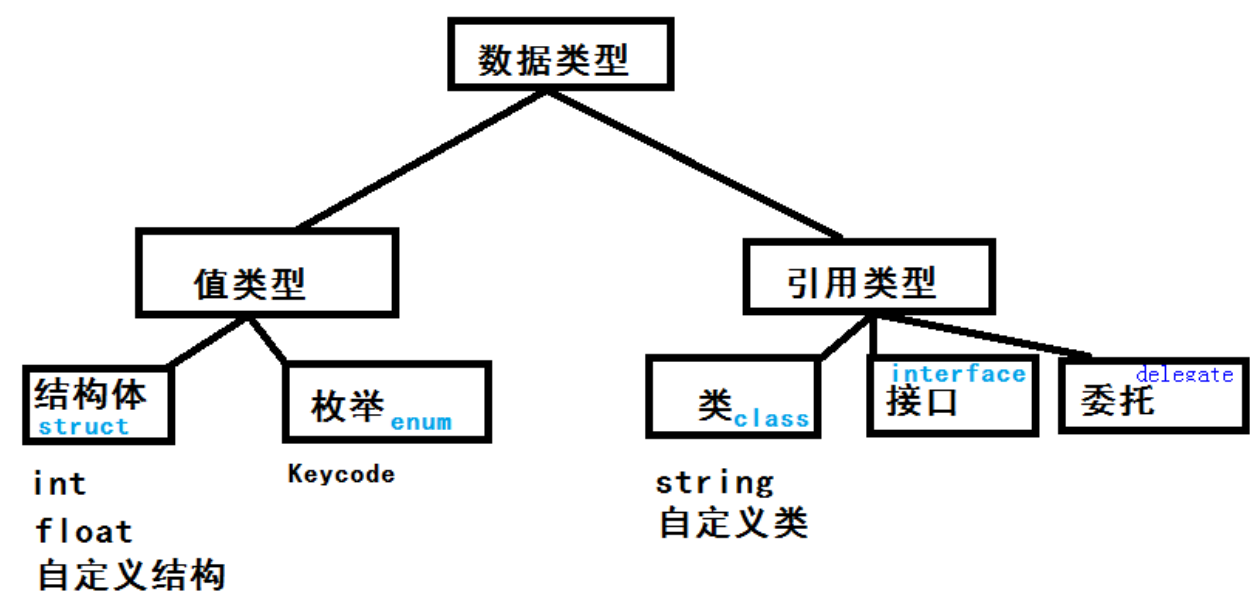 数据类型
值类型
引用类型
结构体
struct
枚举
enum
类
class
interface
接口
delegate
委托
int
float
自定义结构
Keycode
string
自定义类